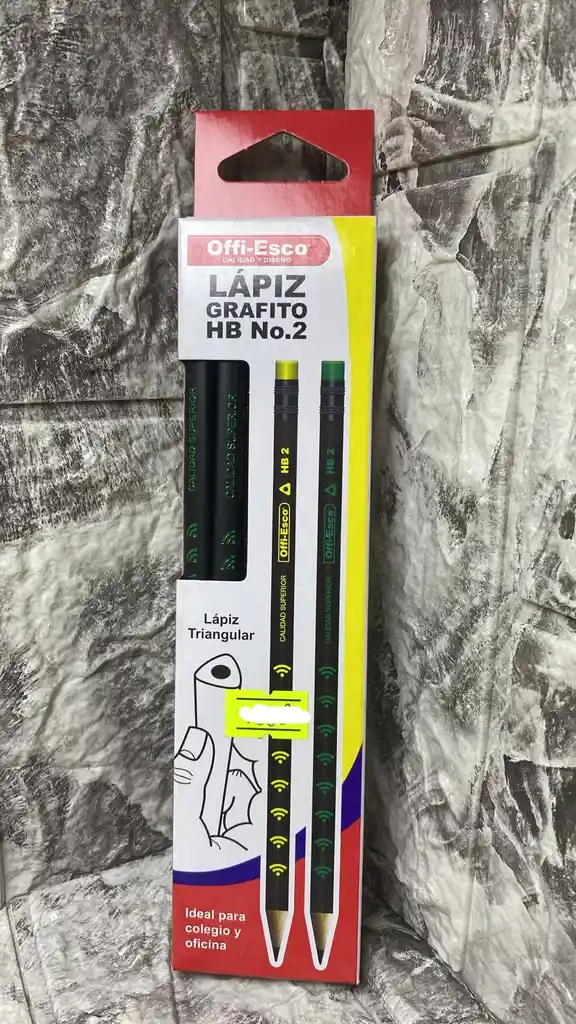 Offi-Esco
CALIDAD Y DISEÑO
LÁPIZ
GRAFITO
HB No.2
CALIDAD SUPERIOR
CALIDAD SUPERIOR
CALIDAD SUPERIOR Offi-Esco HB 2
CALIDAD SUPERIOR Offi-Esco HB 2
Lápiz
Triangular
Ideal para
colegio y
oficina